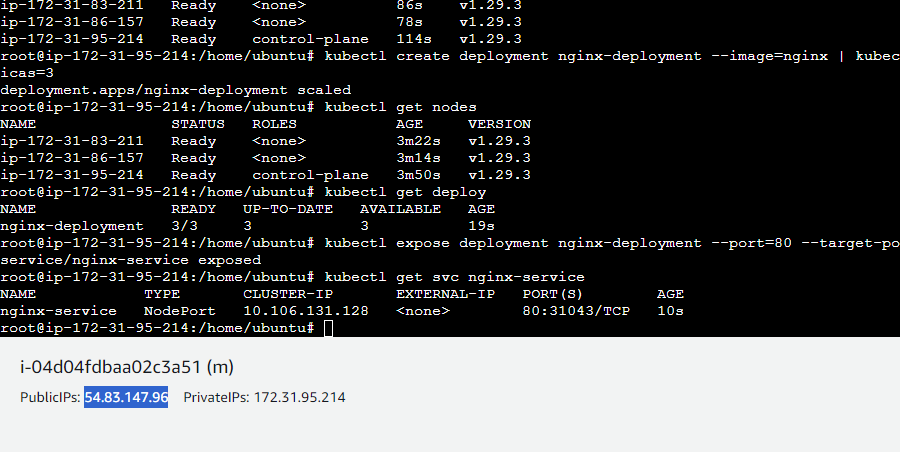 ip-172-31-83-211   Ready    <none>          86s     v1.29.3
ip-172-31-86-157   Ready    <none>          78s     v1.29.3
ip-172-31-95-214   Ready    control-plane   114s    v1.29.3
root@ip-172-31-95-214:/home/ubuntu# kubectl create deployment nginx-deployment --image=nginx | kubec
icas=3
deployment.apps/nginx-deployment scaled
root@ip-172-31-95-214:/home/ubuntu# kubectl get nodes
NAME               STATUS   ROLES           AGE     VERSION
ip-172-31-83-211   Ready    <none>          3m22s   v1.29.3
ip-172-31-86-157   Ready    <none>          3m14s   v1.29.3
ip-172-31-95-214   Ready    control-plane   3m50s   v1.29.3
root@ip-172-31-95-214:/home/ubuntu# kubectl get deploy
NAME               READY   UP-TO-DATE   AVAILABLE   AGE
nginx-deployment   3/3     3            3           19s
root@ip-172-31-95-214:/home/ubuntu# kubectl expose deployment nginx-deployment --port=80 --target-po
service/nginx-service exposed
root@ip-172-31-95-214:/home/ubuntu# kubectl get svc nginx-service
NAME            TYPE       CLUSTER-IP       EXTERNAL-IP   PORT(S)        AGE
nginx-service   NodePort   10.106.131.128   <none>        80:31043/TCP   10s
root@ip-172-31-95-214:/home/ubuntu#
i-04d04fdbaa02c3a51 (m)
PublicIPs: 54.83.147.96    PrivateIPs: 172.31.95.214